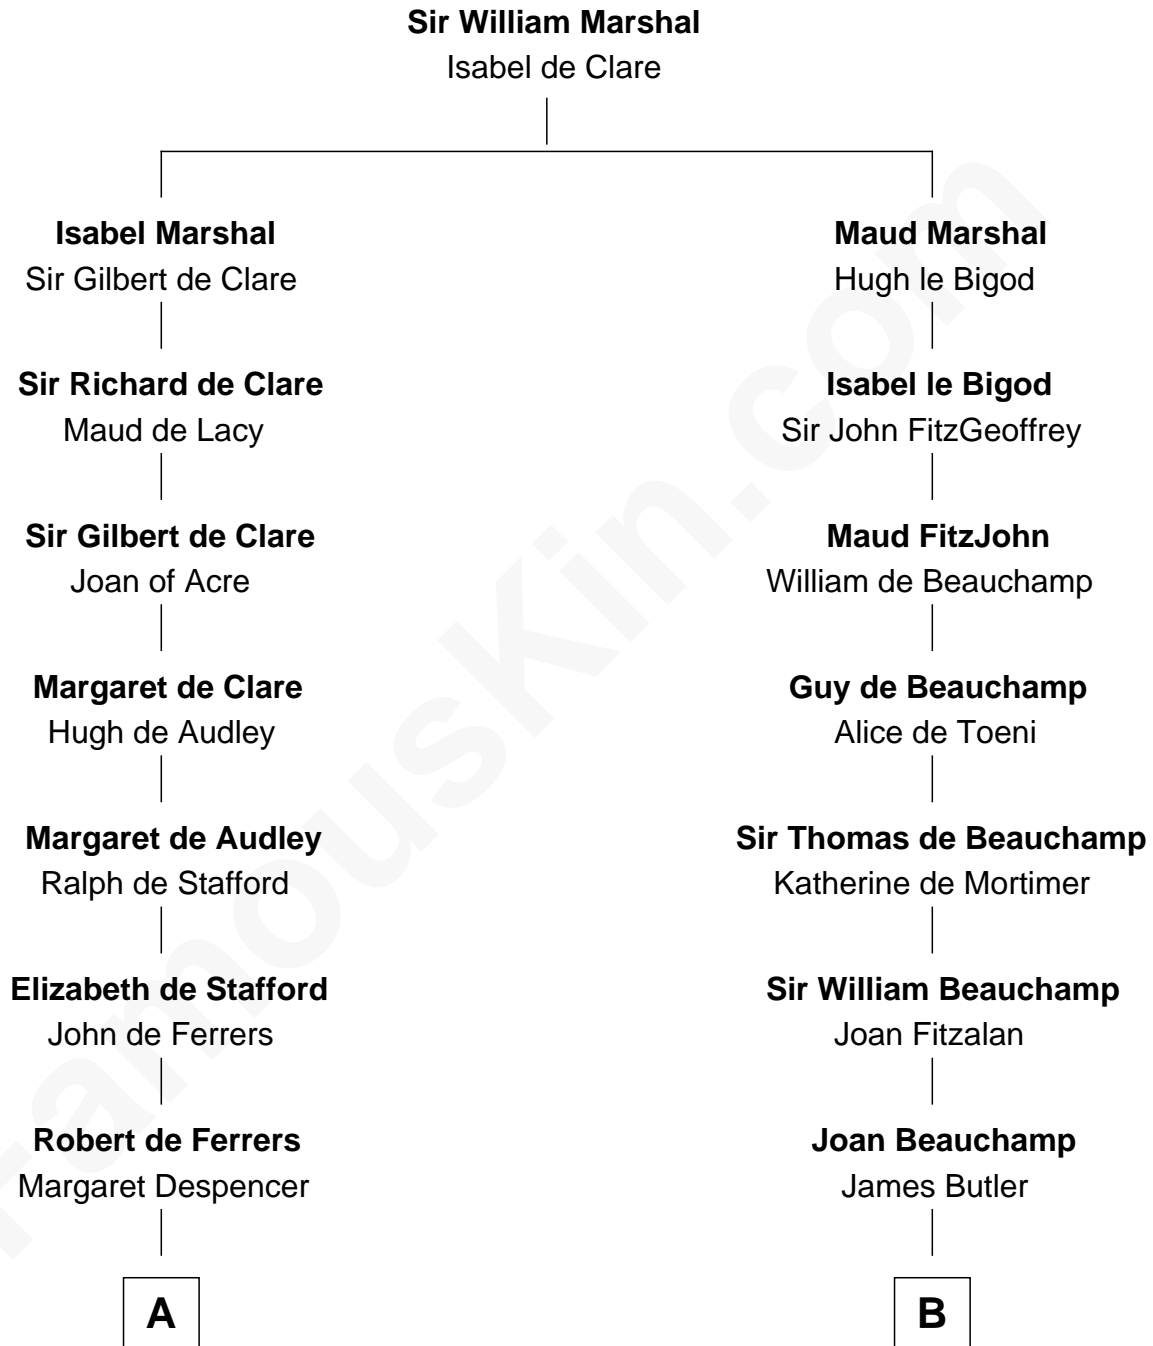 Sir William Marshal
Isabel de Clare
Isabel Marshal
Sir Gilbert de Clare
Maud Marshal
Hugh le Bigod
Sir Richard de Clare
Maud de Lacy
Isabel le Bigod
Sir John FitzGeoffrey
Sir Gilbert de Clare
Joan of Acre
Maud FitzJohn
William de Beauchamp
Margaret de Clare
Hugh de Audley
Guy de Beauchamp
Alice de Toeni
Margaret de Audley
Ralph de Stafford
Sir Thomas de Beauchamp
Katherine de Mortimer
Elizabeth de Stafford
John de Ferrers
Sir William Beauchamp
Joan Fitzalan
Robert de Ferrers
Margaret Despencer
Joan Beauchamp
James Butler
A
B
FamousKin.com